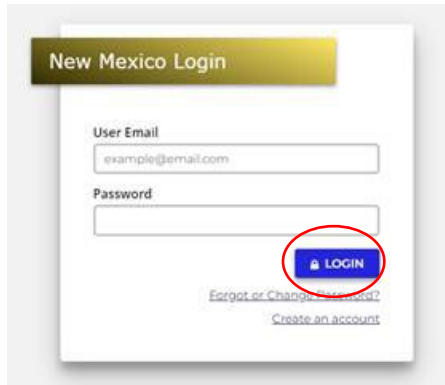 New Mexico Login
User Email
example@email.com
Password
LOGIN
Forgot or Change Password?
Create an account